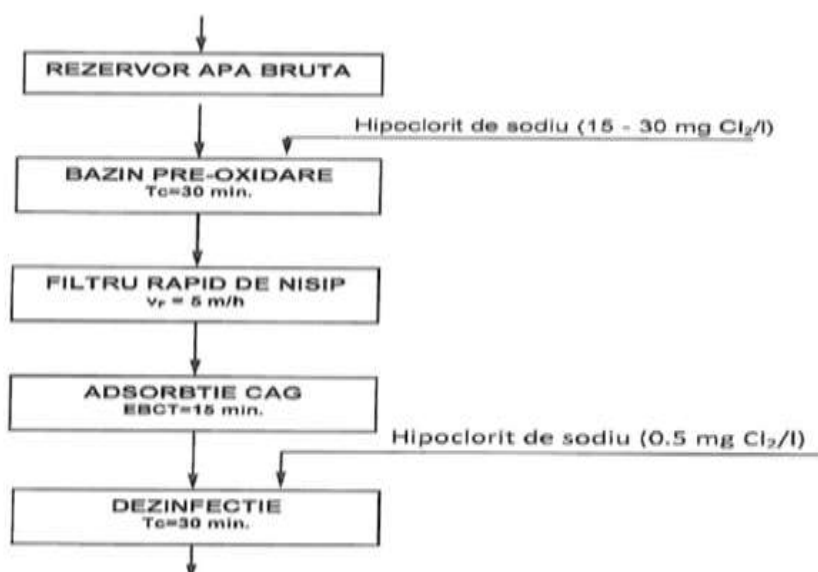 REZERVOR APA BRUTA
Hipoclorit de sodiu (15 - 30 mg Cl₂/l)
BAZIN PRE-OXIDARE
Tc=30 min.
FILTRU RAPID DE NISIP
v_F = 5 m/h
ADSORBTIE CAG
EBCT=15 min.
Hipoclorit de sodiu (0.5 mg Cl₂/l)
DEZINFECTIE
Tc=30 min.